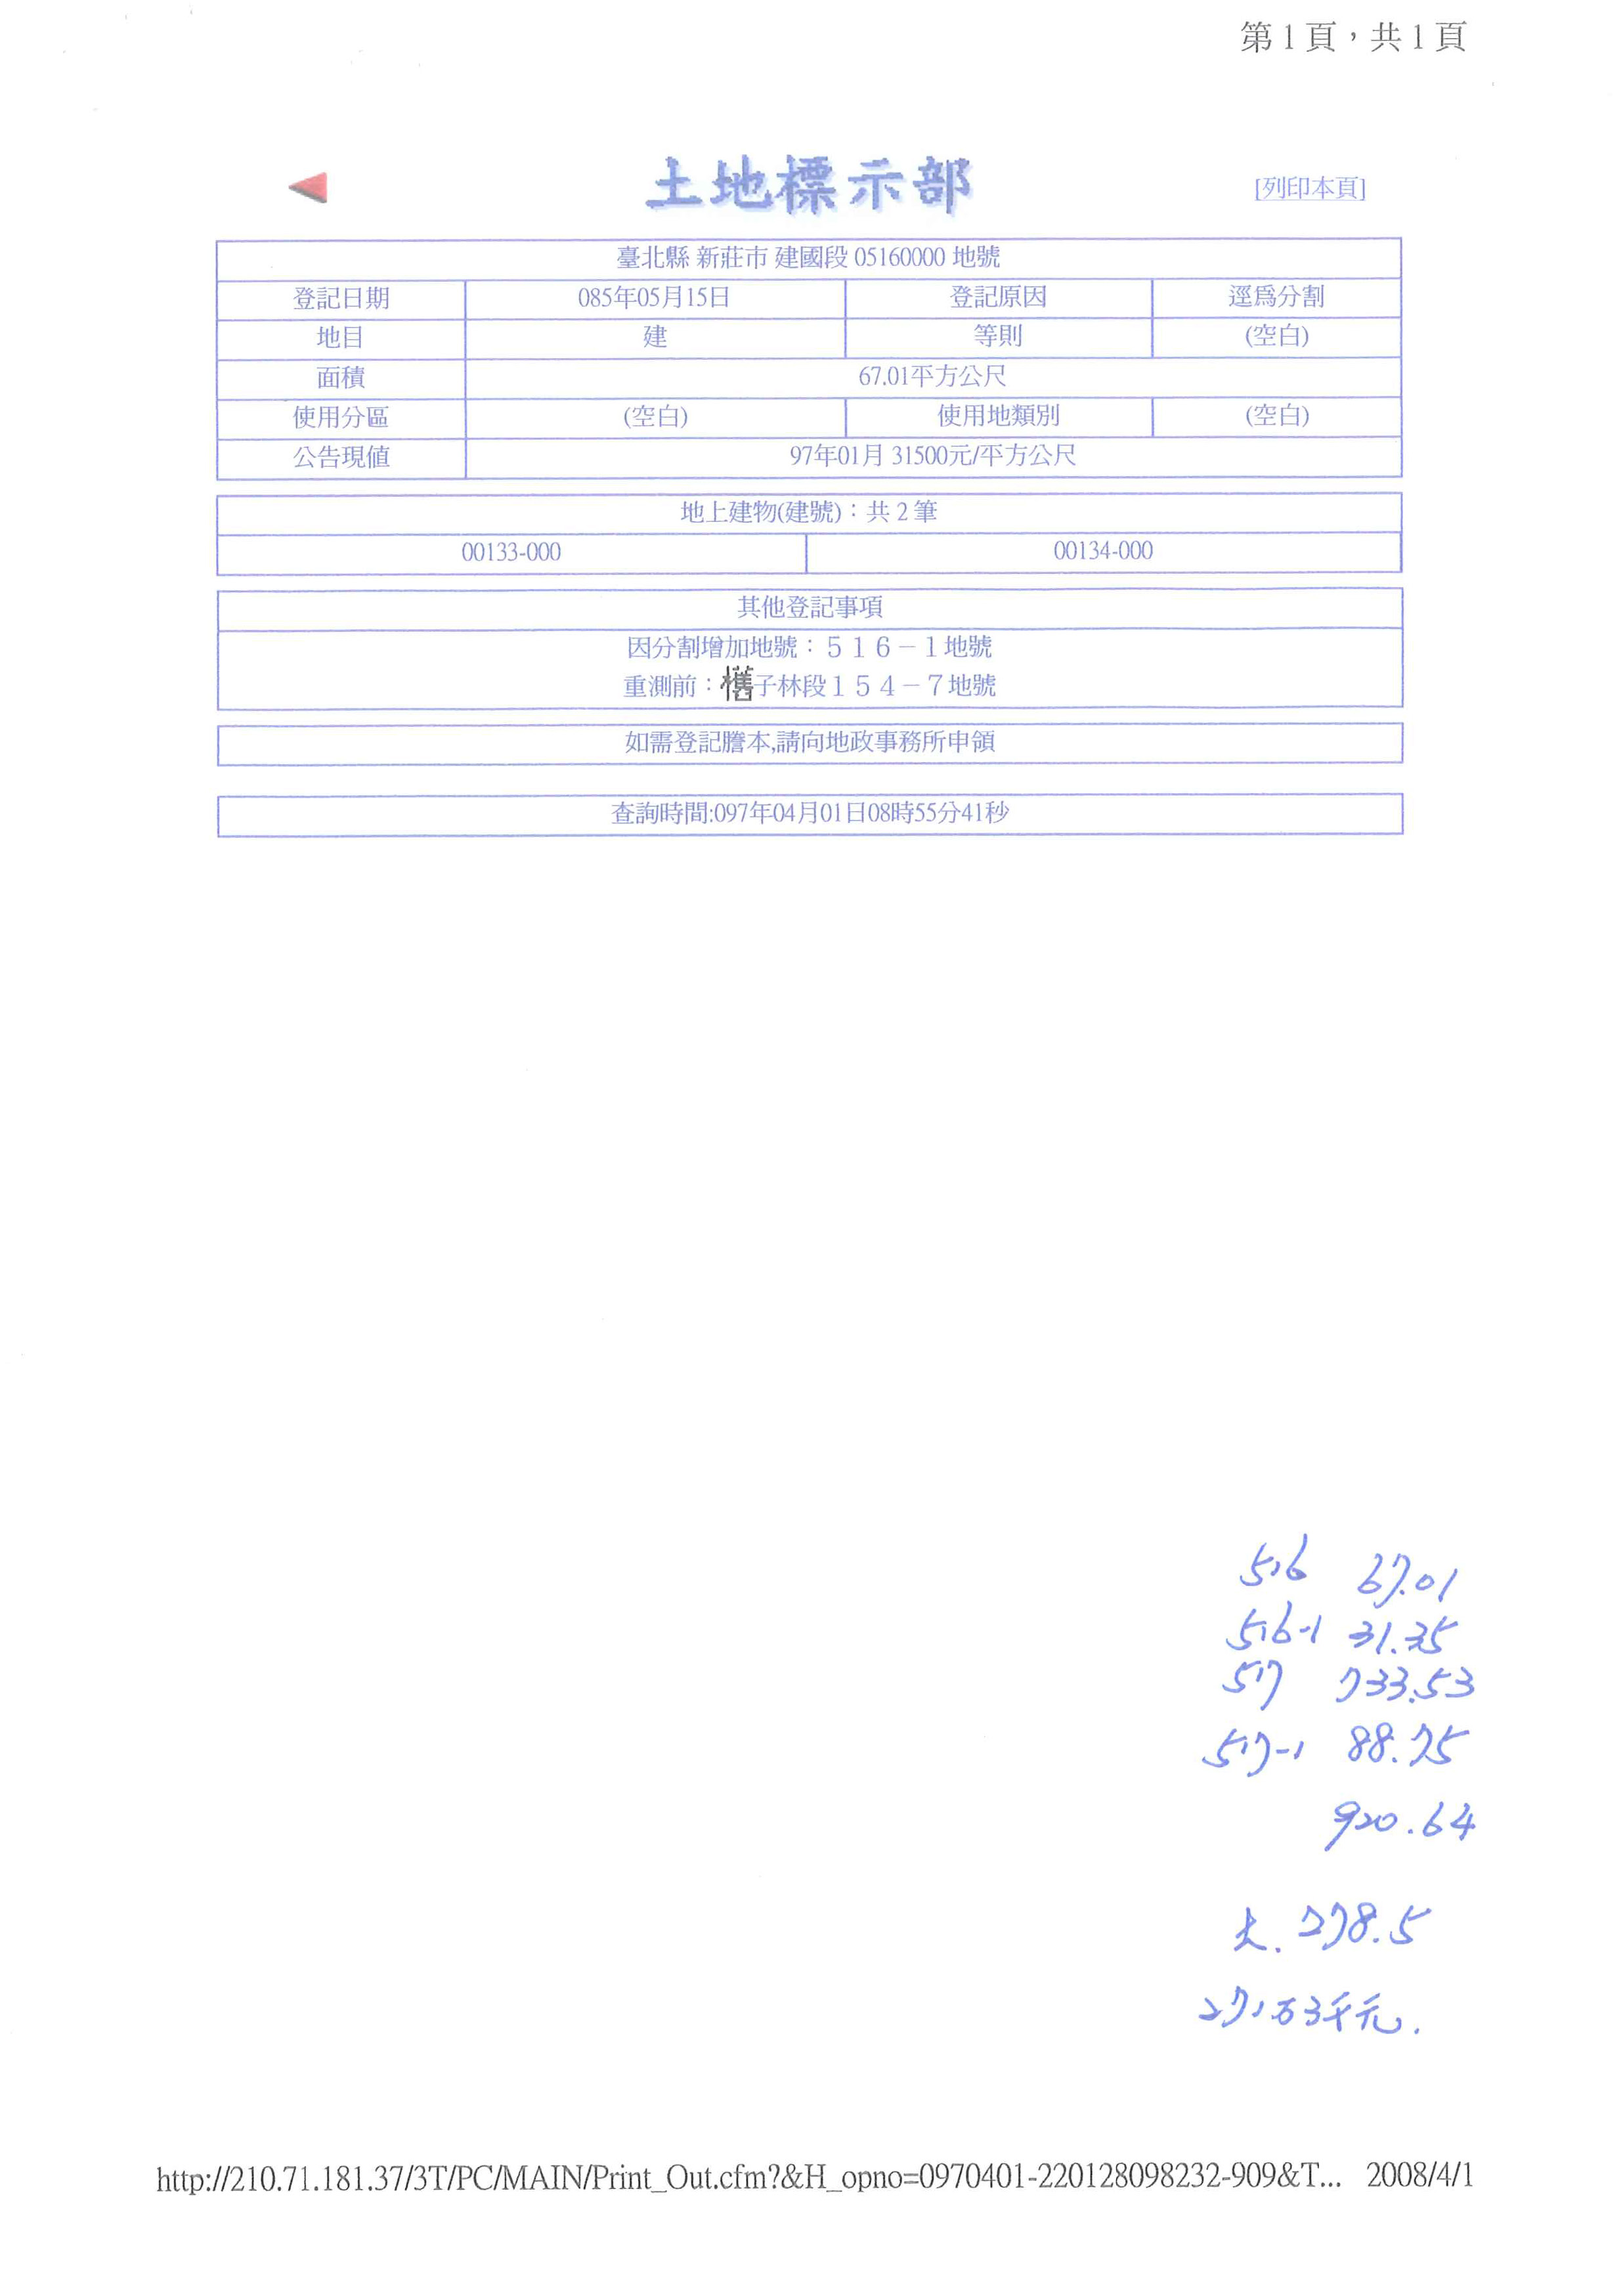 第1頁，共1頁
土地標示部
[列印本頁]
臺北縣 新莊市 建國段 05160000 地號
登記日期 085年05月15日 登記原因 逕為分割
地目 建 等則 (空白)
面積 67.01平方公尺
使用分區 (空白) 使用地類別 (空白)
公告現值 97年01月 31500元/平方公尺
地上建物(建號)：共 2 筆
00133-000 00134-000
其他登記事項
因分割增加地號：５１６－１地號
重測前：櫷子林段１５４－７地號
如需登記謄本,請向地政事務所申領
查詢時間:097年04月01日08時55分41秒
516 67.01
516-1 31.35
517 733.53
517-1 88.75
920.64
278.5
271万3千元.
http://210.71.181.37/3T/PC/MAIN/Print_Out.cfm?&H_opno=0970401-220128098232-909&T... 2008/4/1